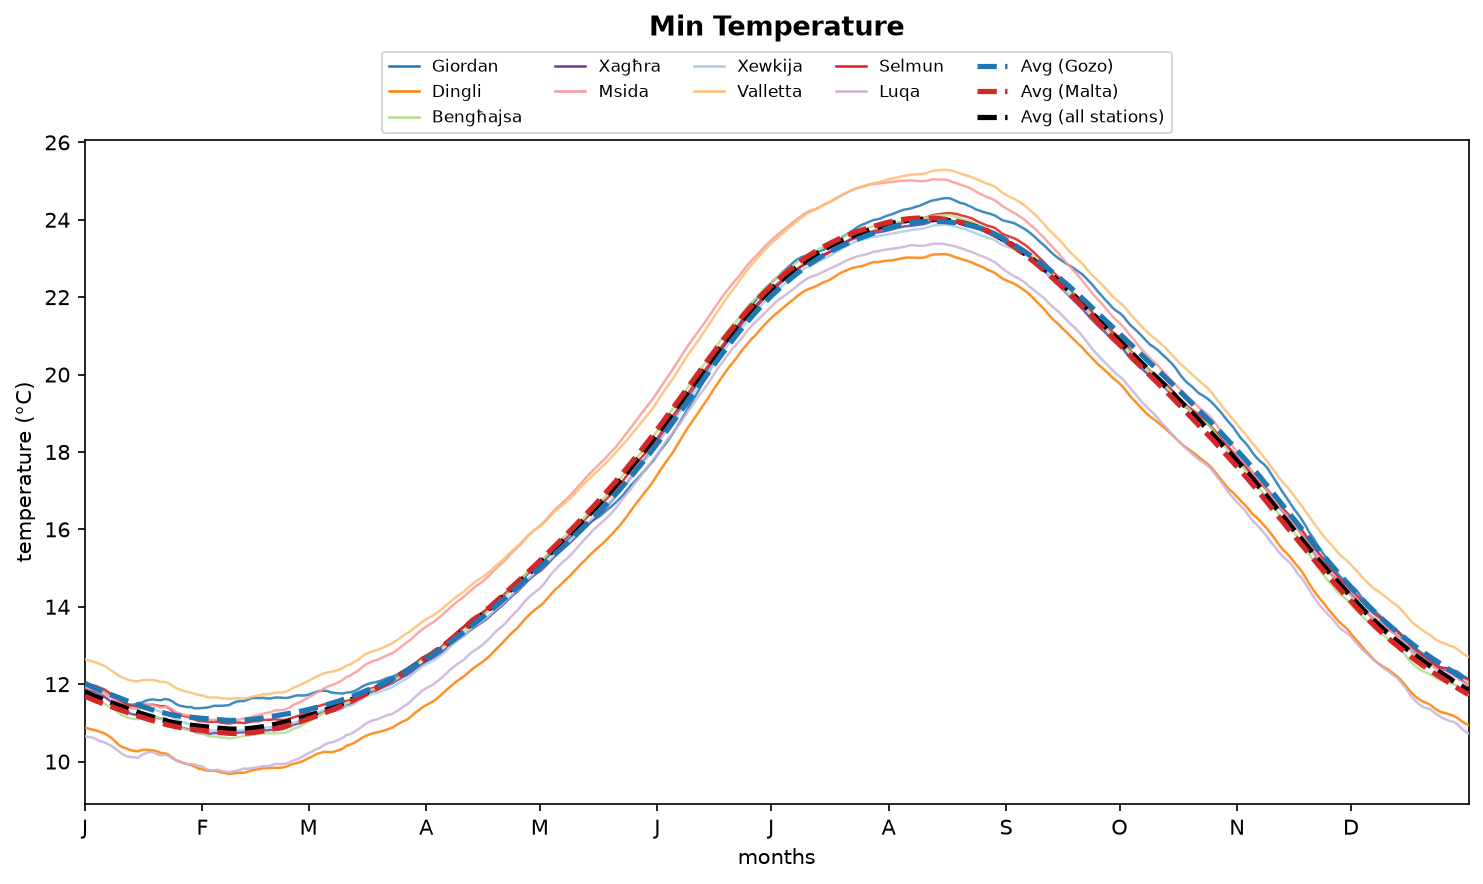 Min Temperature
Giordan Xagħra Xewkija Selmun Avg (Gozo)
Dingli Msida Valletta Luqa Avg (Malta)
Bengħajsa Avg (all stations)
26
24
22
20
18
16
14
12
10
temperature (°C)
J F M A M J J A S O N D
months